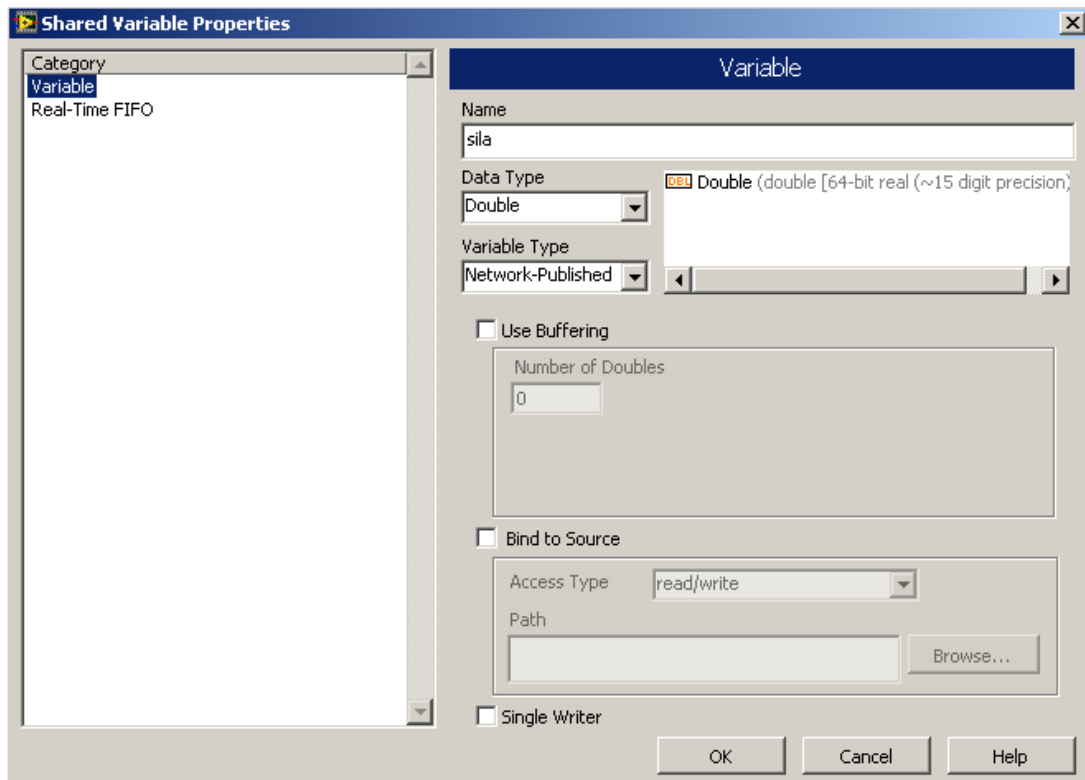 Shared Variable Properties
Category
Variable
Real-Time FIFO
Variable
Name
sila
Data Type
Double
DBL Double (double [64-bit real (~15 digit precision)
Variable Type
Network-Published
Use Buffering
Number of Doubles
0
Bind to Source
Access Type read/write
Path
Browse...
Single Writer
OK Cancel Help